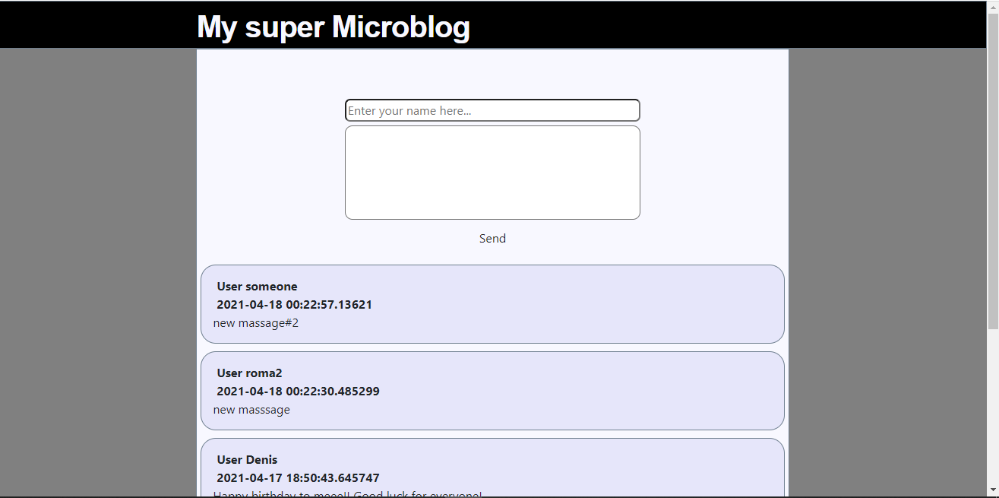 My super Microblog
Enter your name here...
Send
User someone
2021-04-18 00:22:57.13621
new massage#2
User roma2
2021-04-18 00:22:30.485299
new masssage
User Denis
2021-04-17 18:50:43.645747
Happy birthday to meee!! Good luck for everyone!